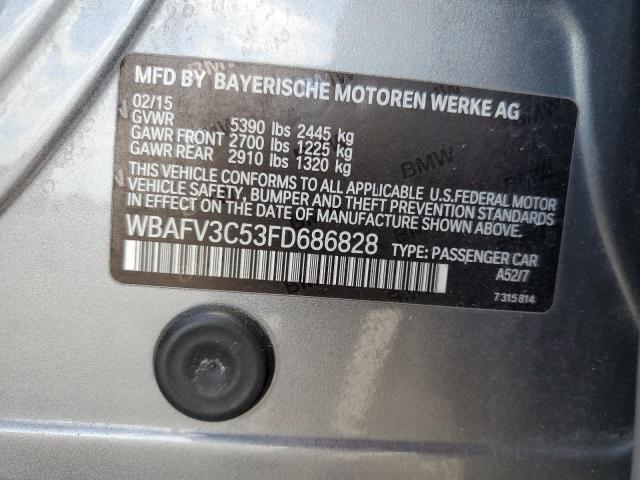 MFD BY BAYERISCHE MOTOREN WERKE AG
02/15
GVWR 5390 lbs 2445 kg
GAWR FRONT 2700 lbs 1225 kg
GAWR REAR 2910 lbs 1320 kg
THIS VEHICLE CONFORMS TO ALL APPLICABLE U.S.FEDERAL MOTOR
VEHICLE SAFETY, BUMPER AND THEFT PREVENTION STANDARDS
IN EFFECT ON THE DATE OF MANUFACTURE SHOWN ABOVE.
WBAFV3C53FD686828 TYPE: PASSENGER CAR
A52/7
7 315 814